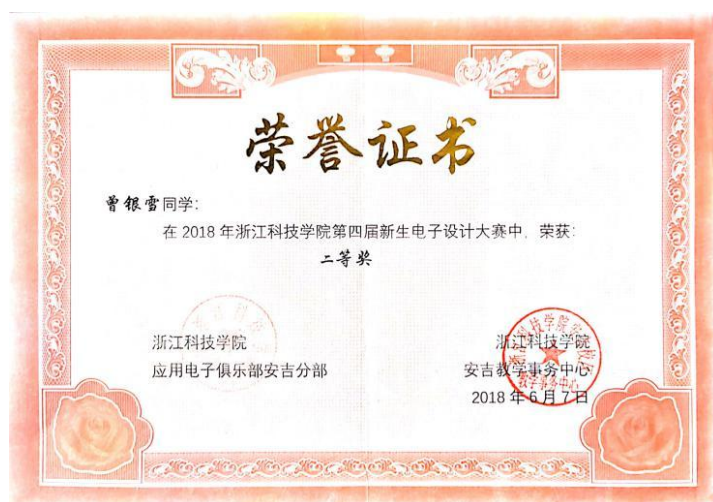 荣誉证书
曾银雪同学:
在 2018 年浙江科技学院第四届新生电子设计大赛中, 荣获:
二等奖
浙江科技学院
应用电子俱乐部安吉分部
浙江科技学院
安吉教学事务中心
2018 年 6 月 7 日